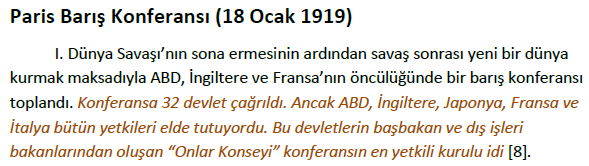 Paris Barış Konferansı (18 Ocak 1919)
I. Dünya Savaşı’nın sona ermesinin ardından savaş sonrası yeni bir dünya
kurmak maksadıyla ABD, İngiltere ve Fransa’nın öncülüğünde bir barış konferansı
toplandı. Konferansa 32 devlet çağrıldı. Ancak ABD, İngiltere, Japonya, Fransa ve
İtalya bütün yetkileri elde tutuyordu. Bu devletlerin başbakan ve dış işleri
bakanlarından oluşan “Onlar Konseyi” konferansın en yetkili kurulu idi [8].